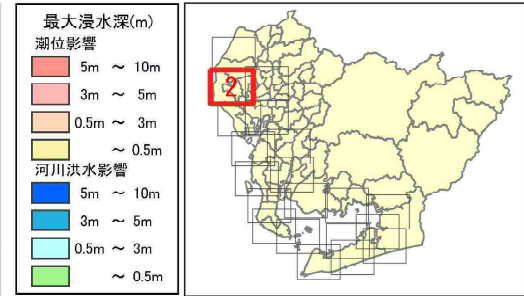 最大浸水深(m)
潮位影響
5m ～ 10m
3m ～ 5m
0.5m ～ 3m
～ 0.5m
河川洪水影響
5m ～ 10m
3m ～ 5m
0.5m ～ 3m
～ 0.5m
2